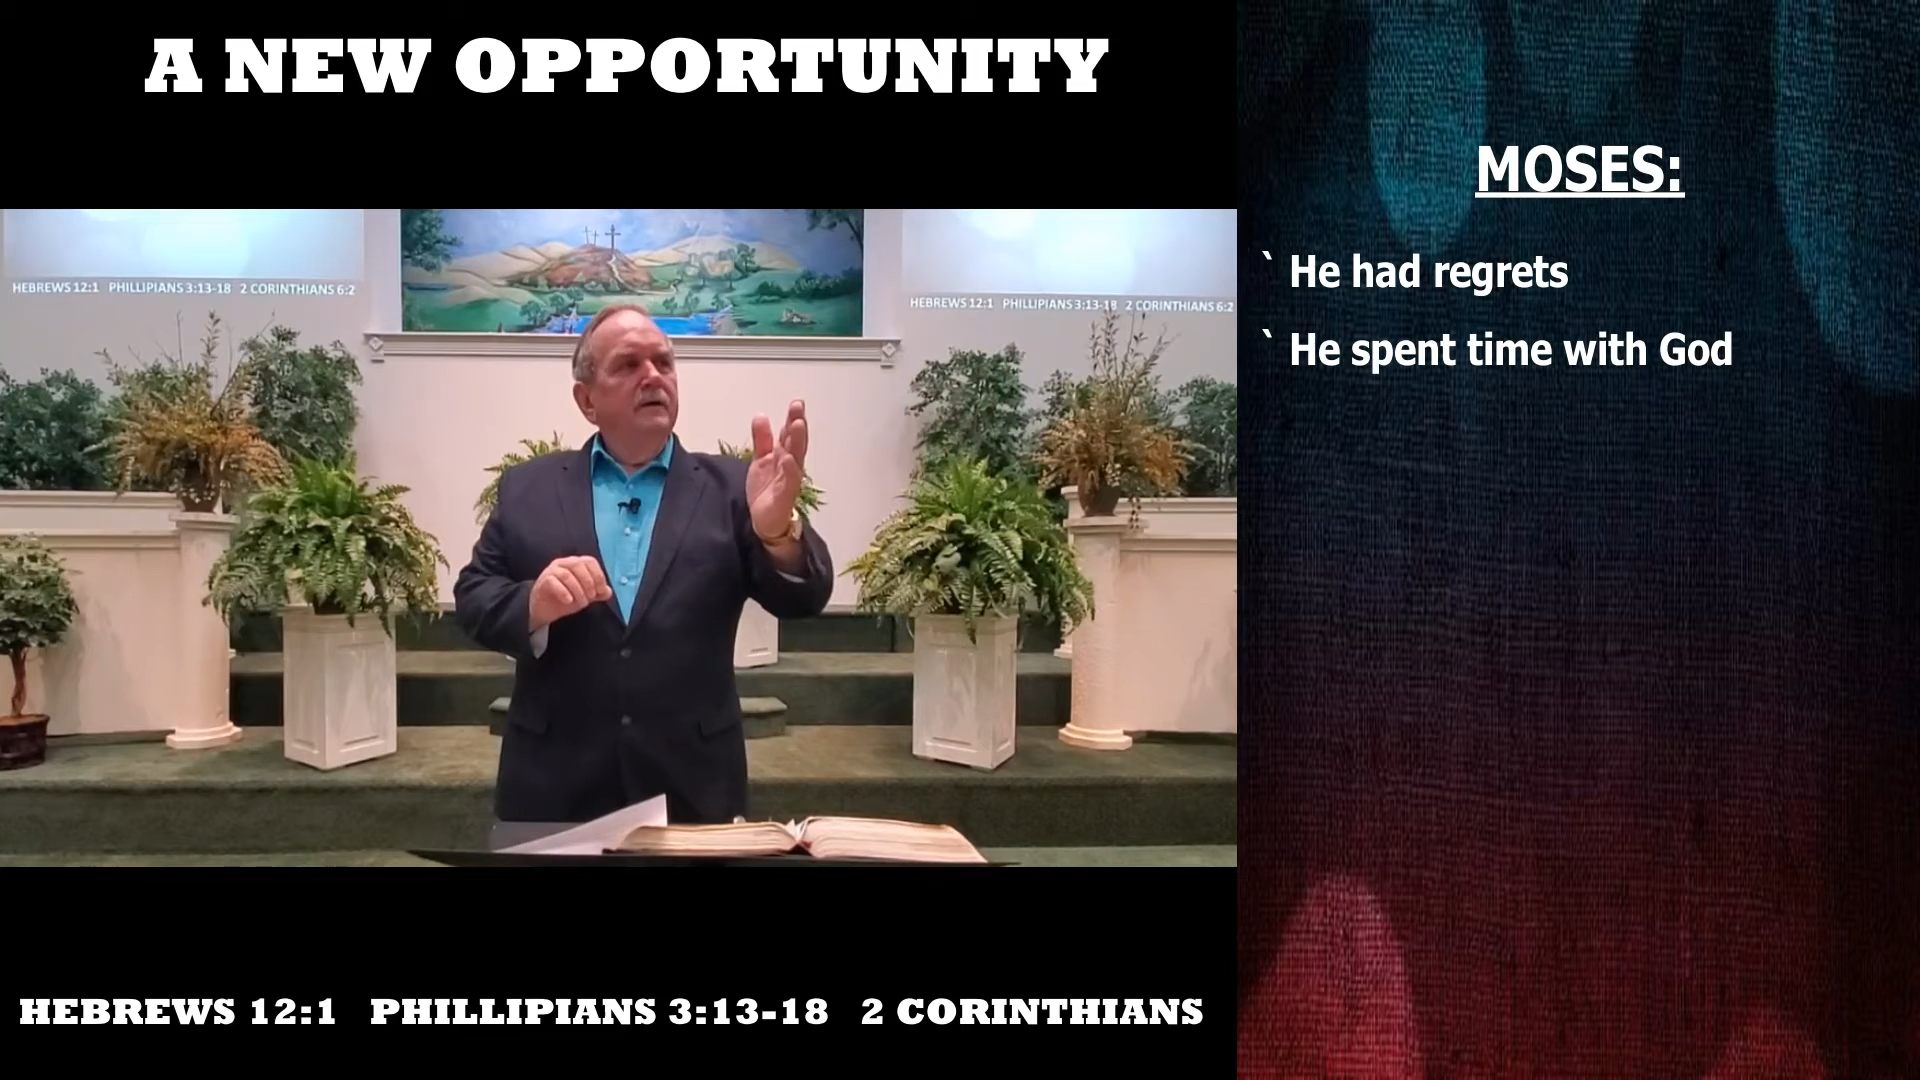 A NEW OPPORTUNITY
HEBREWS 12:1 PHILLIPIANS 3:13-18 2 CORINTHIANS 6:2
HEBREWS 12:1 PHILLIPIANS 3:13-18 2 CORINTHIANS 6:2
MOSES:
` He had regrets
` He spent time with God
HEBREWS 12:1 PHILLIPIANS 3:13-18 2 CORINTHIANS